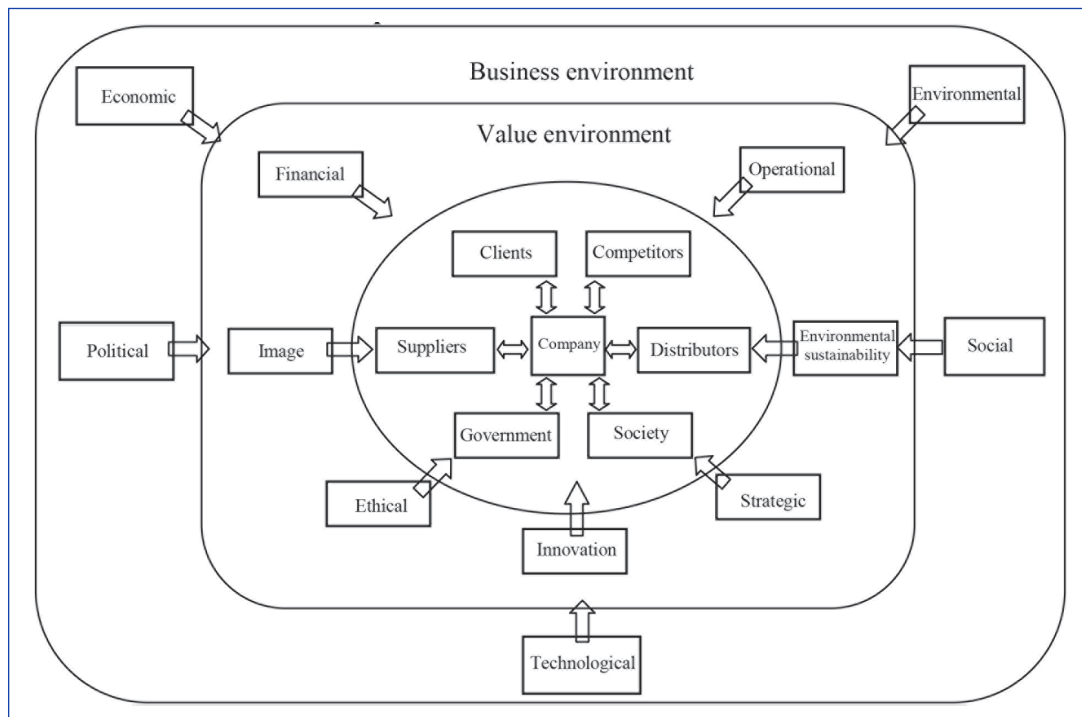 Business environment
Economic
Environmental
Value environment
Financial
Operational
Clients
Competitors
Political
Image
Suppliers
Company
Distributors
Environmental
sustainability
Social
Government
Society
Ethical
Strategic
Innovation
Technological